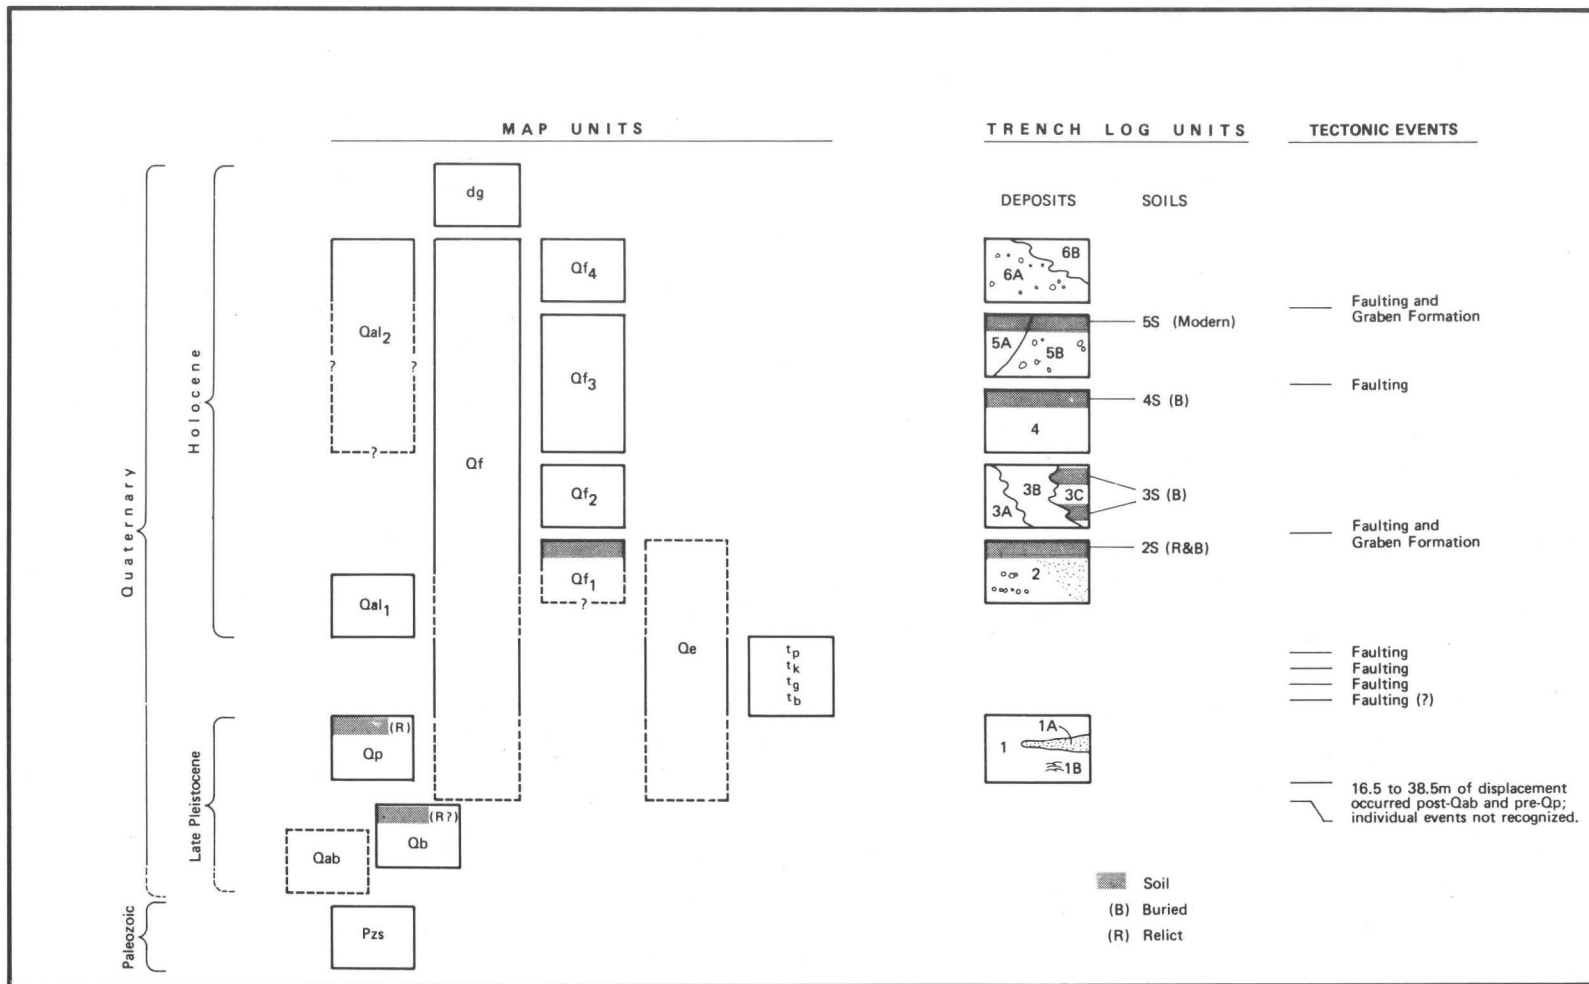 MAP UNITS
TRENCH LOG UNITS
TECTONIC EVENTS
DEPOSITS
SOILS
Quaternary
Holocene
Late Pleistocene
Paleozoic
dg
Qal2
?
?
?
Qf
Qf4
Qf3
Qf2
Qf1
?
Qal1
Qe
tp
tk
tg
tb
(R)
Qp
(R?)
Qb
Qab
Pzs
6B
6A
5A
5B
5S (Modern)
4
4S (B)
3A
3B
3C
3S (B)
2
2S (R&B)
1
1A
1B
Faulting and
Graben Formation
Faulting
Faulting and
Graben Formation
Faulting
Faulting
Faulting
Faulting (?)
16.5 to 38.5m of displacement
occurred post-Qab and pre-Qp;
individual events not recognized.
Soil
(B) Buried
(R) Relict